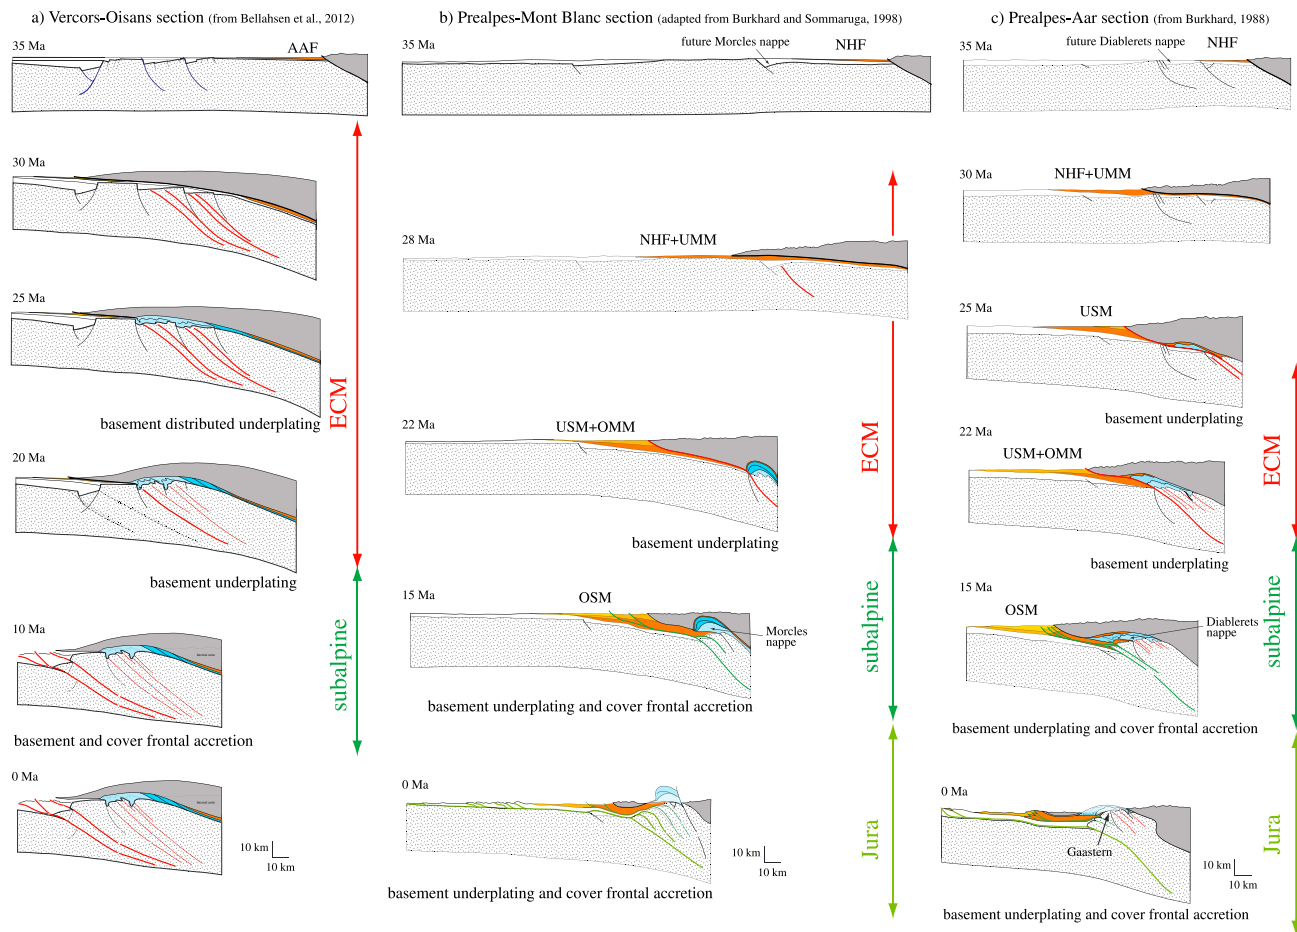 a) Vercors-Oisans section (from Bellahsen et al., 2012)
35 Ma
AAF
30 Ma
25 Ma
basement distributed underplating
20 Ma
basement underplating
10 Ma
basement and cover frontal accretion
0 Ma
10 km
10 km
ECM
subalpine
b) Prealpes-Mont Blanc section (adapted from Burkhard and Sommaruga, 1998)
35 Ma
future Morcles nappe
NHF
28 Ma
NHF+UMM
22 Ma
USM+OMM
basement underplating
15 Ma
OSM
Morcles
nappe
basement underplating and cover frontal accretion
0 Ma
10 km
10 km
basement underplating and cover frontal accretion
ECM
subalpine
Jura
c) Prealpes-Aar section (from Burkhard, 1988)
35 Ma
future Diablerets nappe
NHF
30 Ma
NHF+UMM
25 Ma
USM
basement underplating
22 Ma
USM+OMM
basement underplating
15 Ma
OSM
Diablerets
nappe
basement underplating and cover frontal accretion
0 Ma
Gaastern
10 km
10 km
basement underplating and cover frontal accretion
ECM
subalpine
Jura